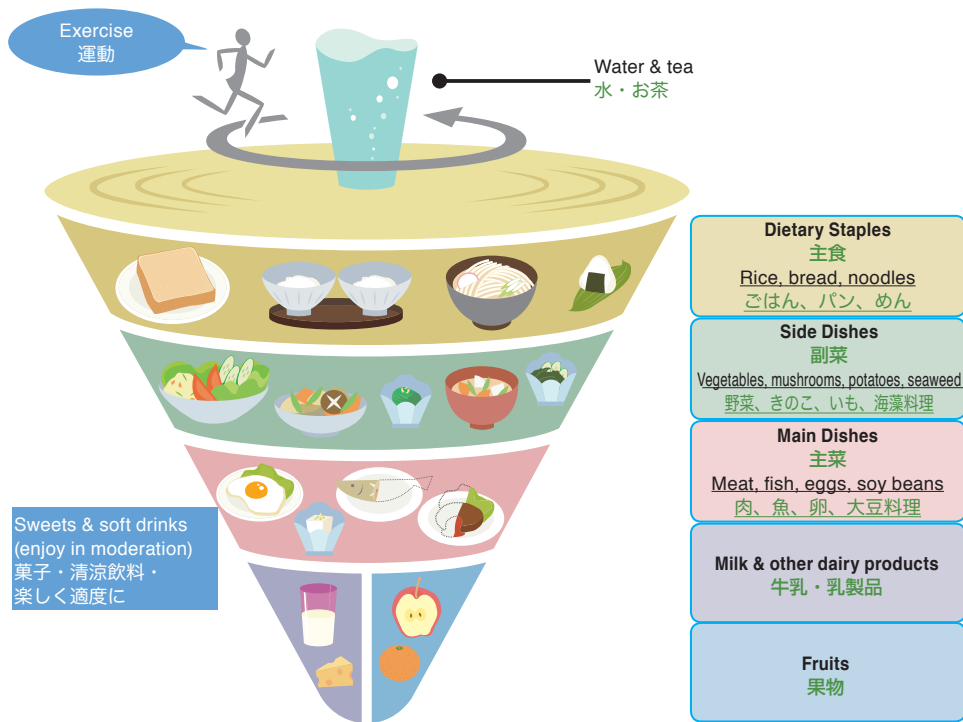 Exercise
運動
Water & tea
水・お茶
Dietary Staples
主食
Rice, bread, noodles
ごはん、パン、めん
Side Dishes
副菜
Vegetables, mushrooms, potatoes, seaweed
野菜、きのこ、いも、海藻料理
Main Dishes
主菜
Meat, fish, eggs, soy beans
肉、魚、卵、大豆料理
Sweets & soft drinks
(enjoy in moderation)
菓子・清涼飲料・
楽しく適度に
Milk & other dairy products
牛乳・乳製品
Fruits
果物